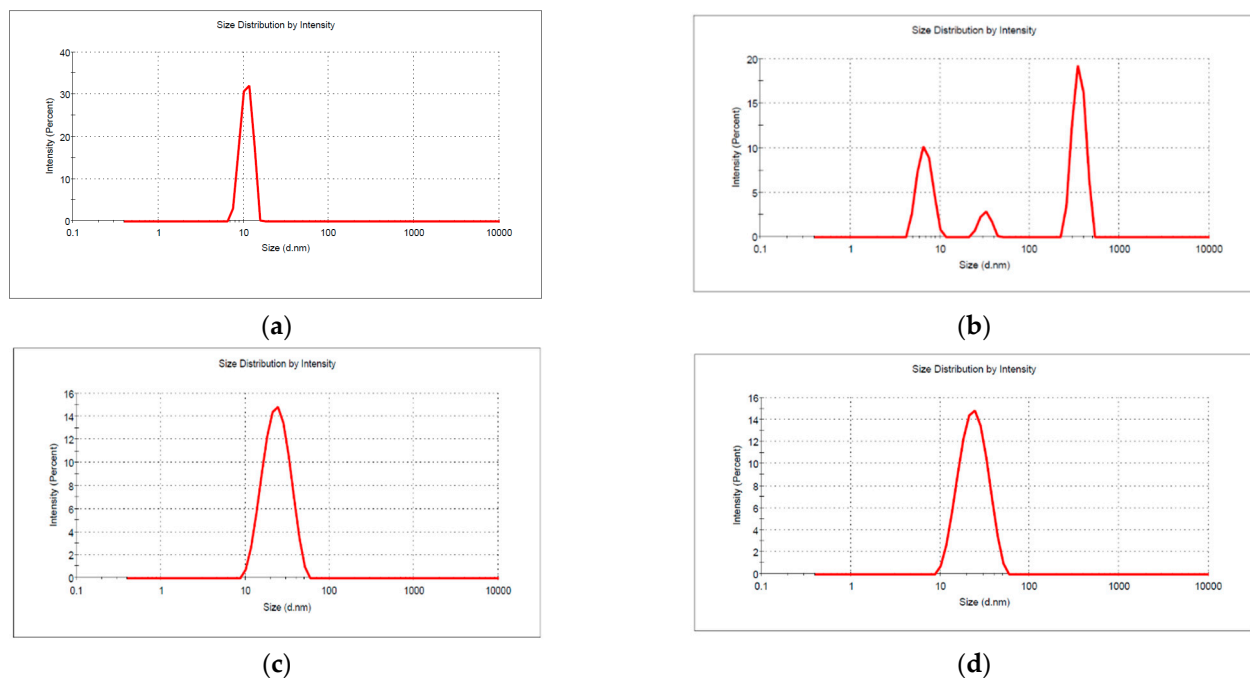 Size Distribution by Intensity
Intensity (Percent)
40
30
20
10
0
0.1 1 10 100 1000 10000
Size (d.nm)
(a)
Size Distribution by Intensity
Intensity (Percent)
20
15
10
5
0
0.1 1 10 100 1000 10000
Size (d.nm)
(b)
Size Distribution by Intensity
Intensity (Percent)
16
14
12
10
8
6
4
2
0
0.1 1 10 100 1000 10000
Size (d.nm)
(c)
Size Distribution by Intensity
Intensity (Percent)
16
14
12
10
8
6
4
2
0
0.1 1 10 100 1000 10000
Size (d.nm)
(d)